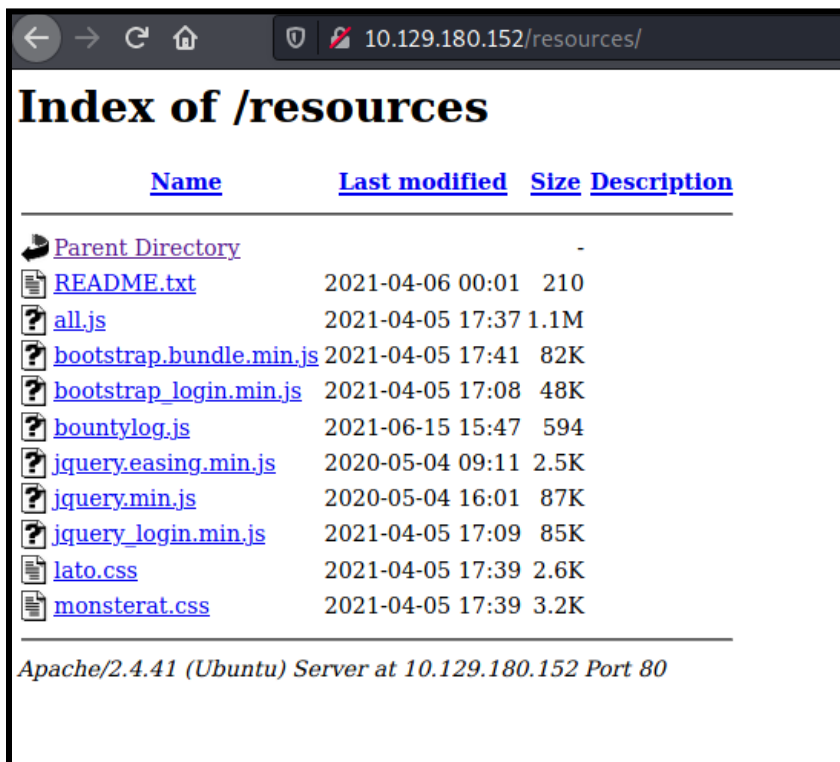 10.129.180.152/resources/
Index of /resources
Name Last modified Size Description
Parent Directory -
README.txt 2021-04-06 00:01 210
all.js 2021-04-05 17:37 1.1M
bootstrap.bundle.min.js 2021-04-05 17:41 82K
bootstrap_login.min.js 2021-04-05 17:08 48K
bountylog.js 2021-06-15 15:47 594
jquery.easing.min.js 2020-05-04 09:11 2.5K
jquery.min.js 2020-05-04 16:01 87K
jquery_login.min.js 2021-04-05 17:09 85K
lato.css 2021-04-05 17:39 2.6K
monsterat.css 2021-04-05 17:39 3.2K
Apache/2.4.41 (Ubuntu) Server at 10.129.180.152 Port 80